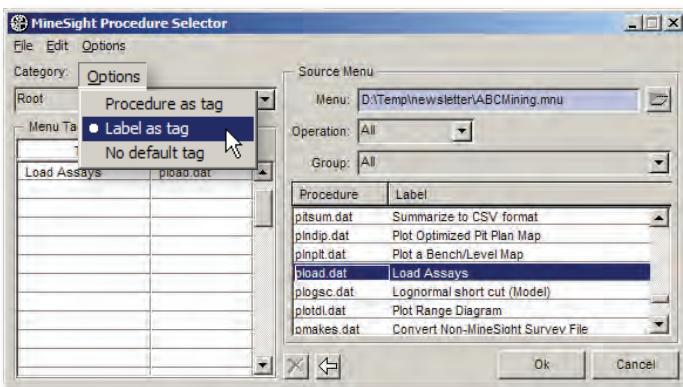 MineSight Procedure Selector
File Edit Options
Category:
Options
Procedure as tag
Label as tag
No default tag
Root
Menu Ta
T
Load Assays pload.dat
Source Menu
Menu: D:\Temp\newsletter\ABCMining.mnu
Operation: All
Group: All
Procedure Label
pitsum.dat Summarize to CSV format
plndip.dat Plot Optimized Pit Plan Map
plnplt.dat Plot a Bench/Level Map
pload.dat Load Assays
plogsc.dat Lognormal short cut (Model)
plotdl.dat Plot Range Diagram
pmakes.dat Convert Non-MineSight Survey File
Ok Cancel